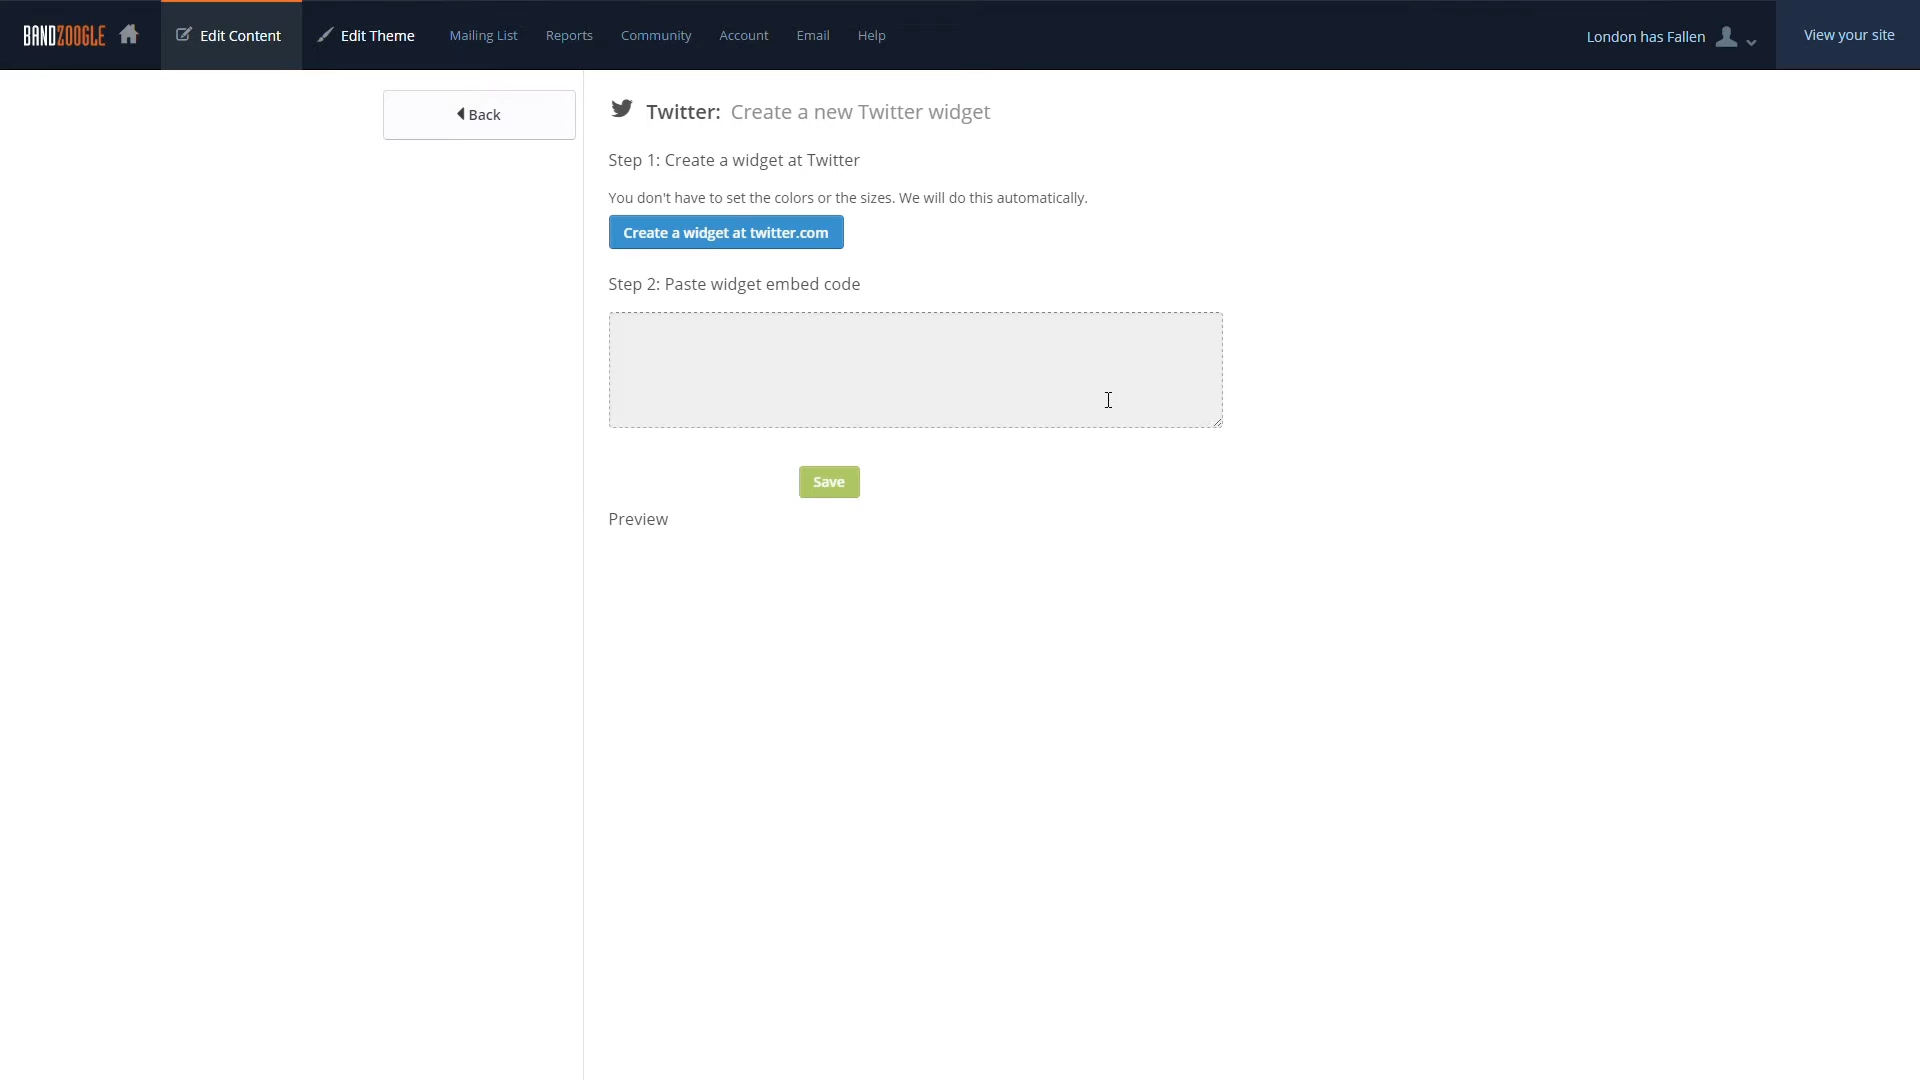 BANDZOOGLE Edit Content Edit Theme Mailing List Reports Community Account Email Help London has Fallen View your site
Back
Twitter: Create a new Twitter widget
Step 1: Create a widget at Twitter
You don't have to set the colors or the sizes. We will do this automatically.
Create a widget at twitter.com
Step 2: Paste widget embed code
Save
Preview